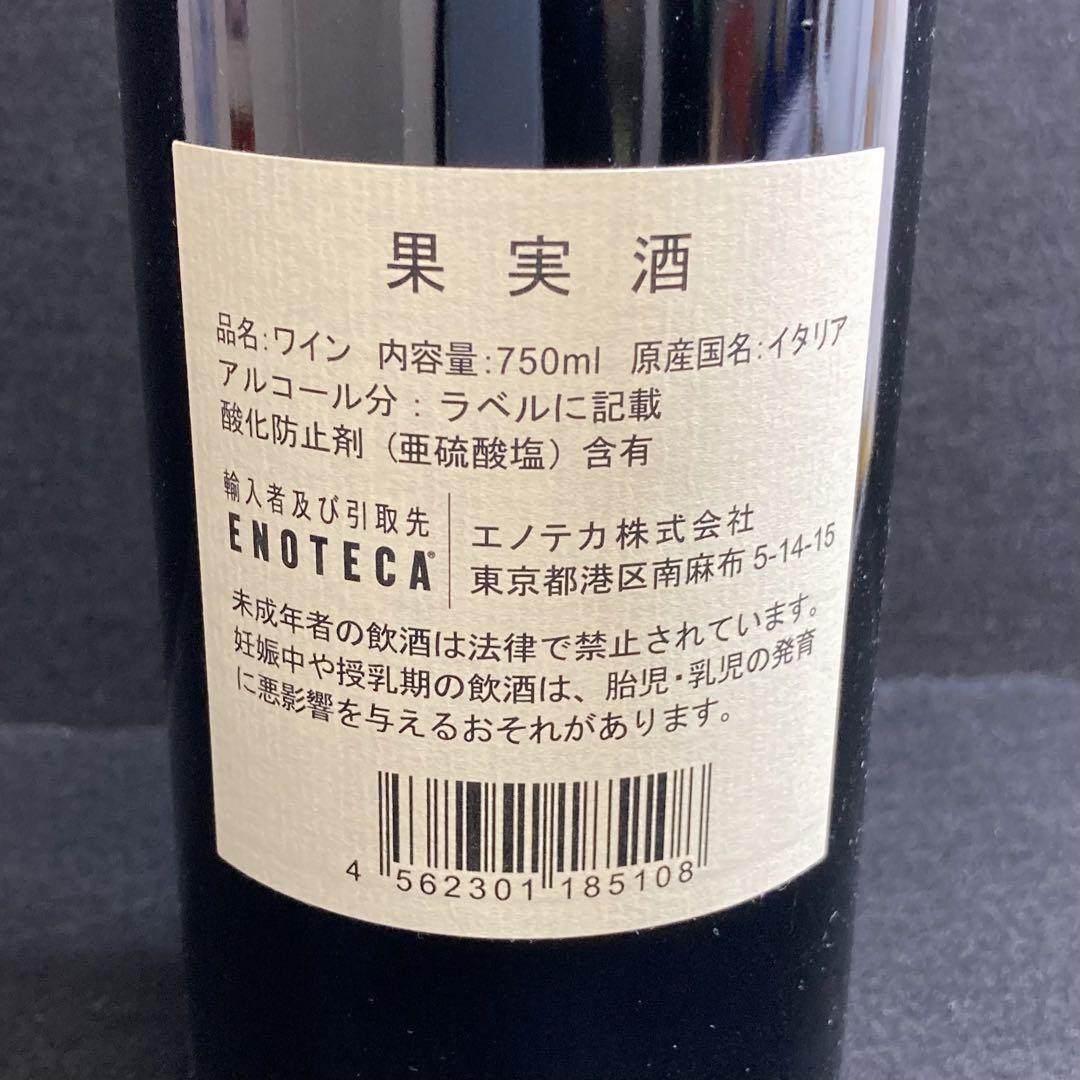 果実酒
品名:ワイン 内容量:750ml 原産国名:イタリア
アルコール分:ラベルに記載
酸化防止剤(亜硫酸塩)含有
輸入者及び引取先
ENOTECA®
エノテカ株式会社
東京都港区南麻布5-14-15
未成年者の飲酒は法律で禁止されています。
妊娠中や授乳期の飲酒は、胎児・乳児の発育
に悪影響を与えるおそれがあります。
4 562301 185108